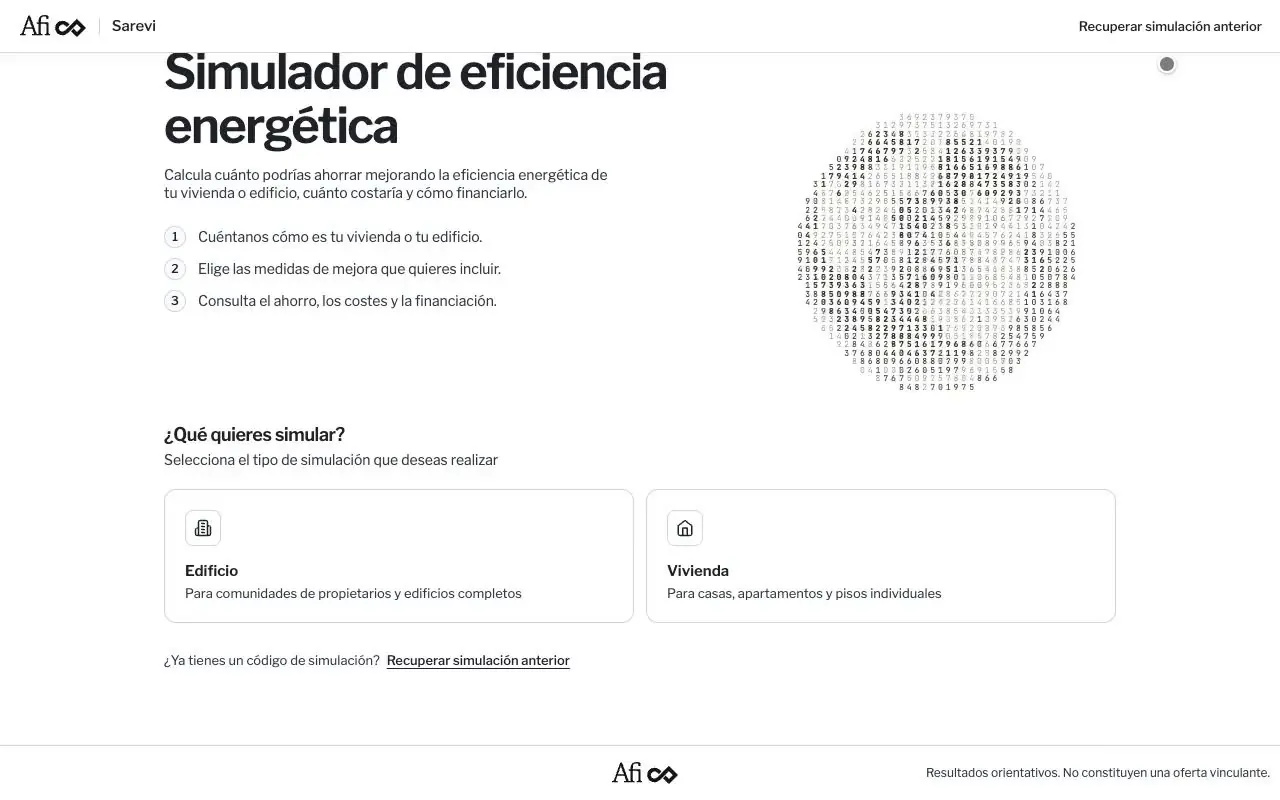 Afi
Sarevi
Recuperar simulación anterior
Simulador de eficiencia
energética
Calcula cuánto podrías ahorrar mejorando la eficiencia energética de
tu vivienda o edificio, cuánto costaría y cómo financiarlo.
1 Cuéntanos cómo es tu vivienda o tu edificio.
2 Elige las medidas de mejora que quieres incluir.
3 Consulta el ahorro, los costes y la financiación.
¿Qué quieres simular?
Selecciona el tipo de simulación que deseas realizar
Edificio
Para comunidades de propietarios y edificios completos
Vivienda
Para casas, apartamentos y pisos individuales
¿Ya tienes un código de simulación? Recuperar simulación anterior
Afi
Resultados orientativos. No constituyen una oferta vinculante.